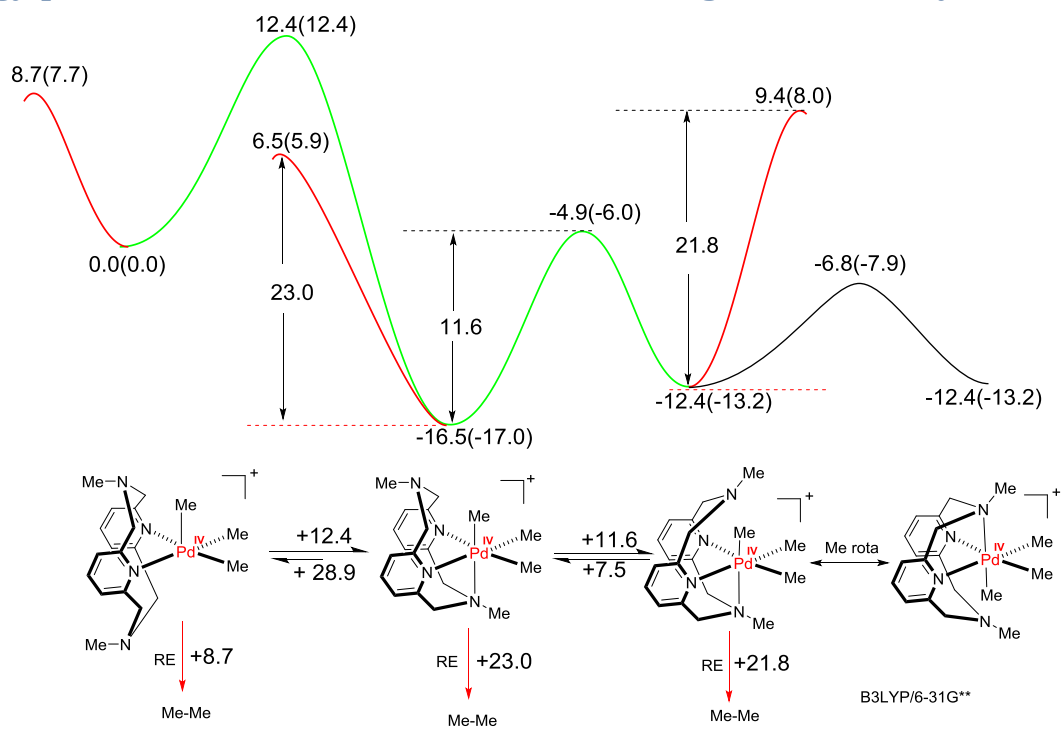 12.4(12.4)
8.7(7.7)
9.4(8.0)
6.5(5.9)
-4.9(-6.0)
21.8
0.0(0.0)
-6.8(-7.9)
23.0
11.6
-12.4(-13.2)
-12.4(-13.2)
-16.5(-17.0)
Me N + Me N Pd IV Me Me N Me N
+12.4
+ 28.9
Me N + Me N Pd IV Me Me N N Me
+11.6
+7.5
Me N + Me N Pd IV Me Me N N Me
Me rota
Me N + N Pd IV Me Me N Me N Me
RE +8.7
RE +23.0
RE +21.8
Me-Me
Me-Me
Me-Me
B3LYP/6-31G**